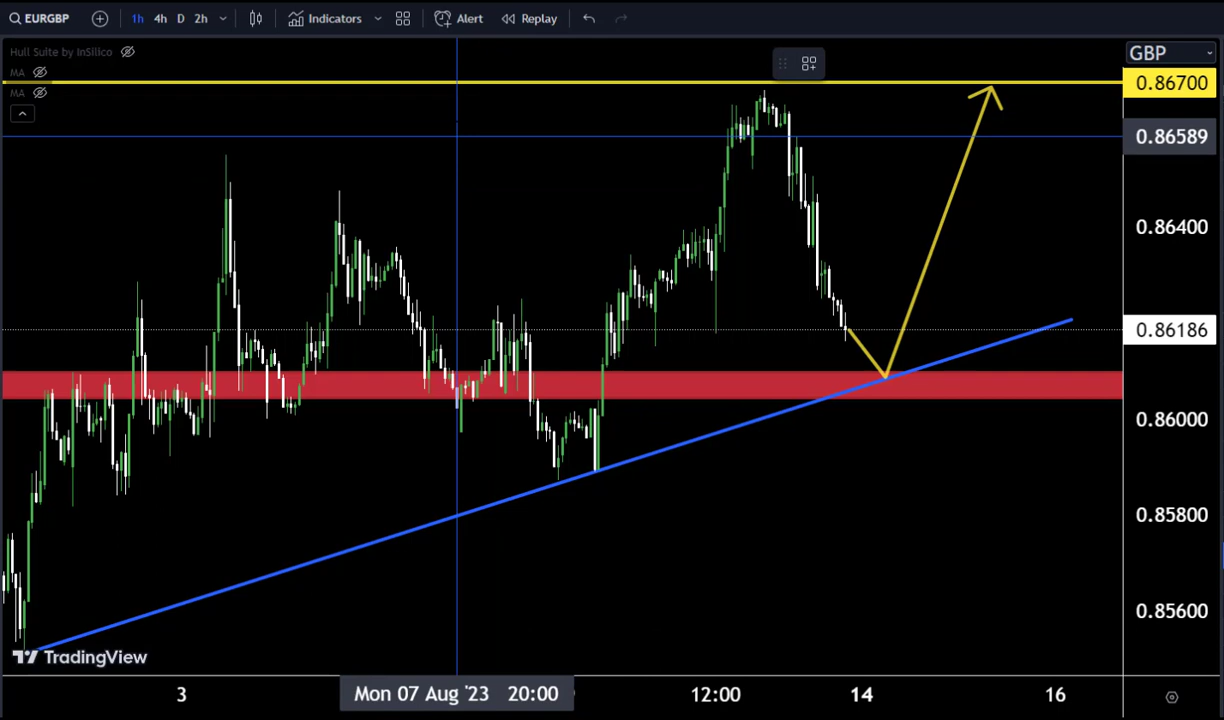 EURGBP 1h 4h D 2h Indicators Alert Replay
Hull Suite by InSilico
MA
MA
GBP
0.86700
0.86589
0.86400
0.86186
0.86000
0.85800
0.85600
TradingView
3 Mon 07 Aug '23 20:00 12:00 14 16